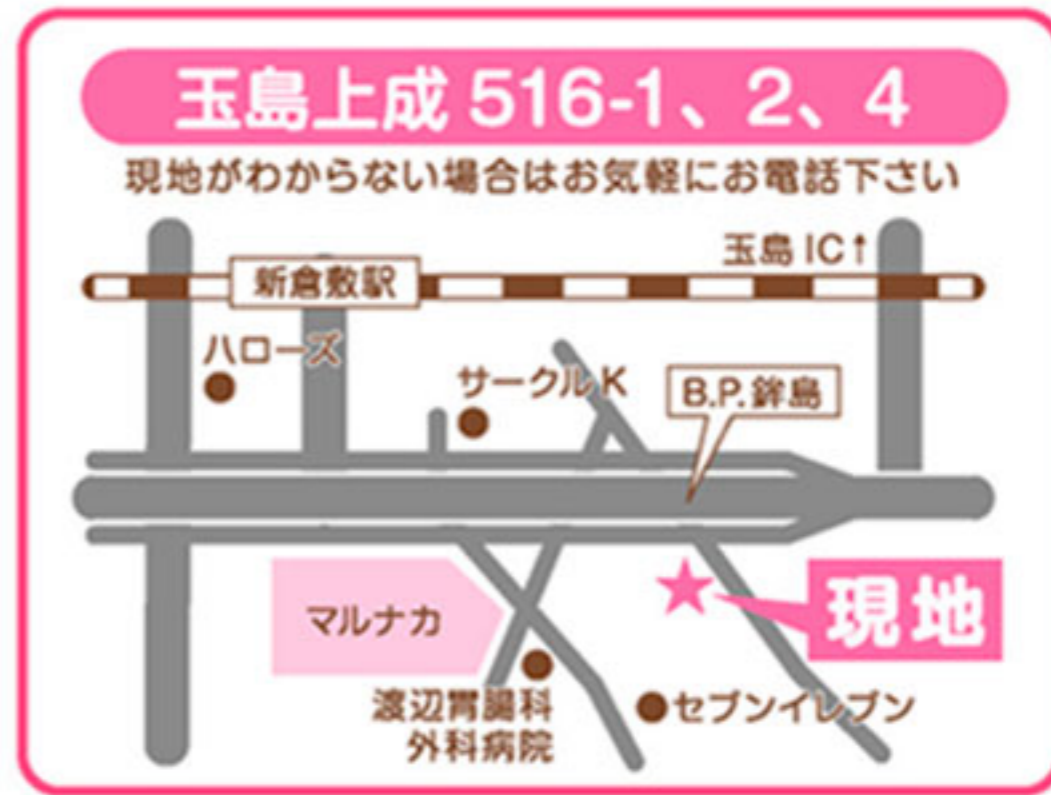 玉島上成 516-1、2、4
現地がわからない場合はお気軽にお電話下さい
玉島 IC↑
新倉敷駅
ハローズ
サークル K
B.P.鉾島
マルナカ
現地
渡辺胃腸科
外科病院
セブンイレブン